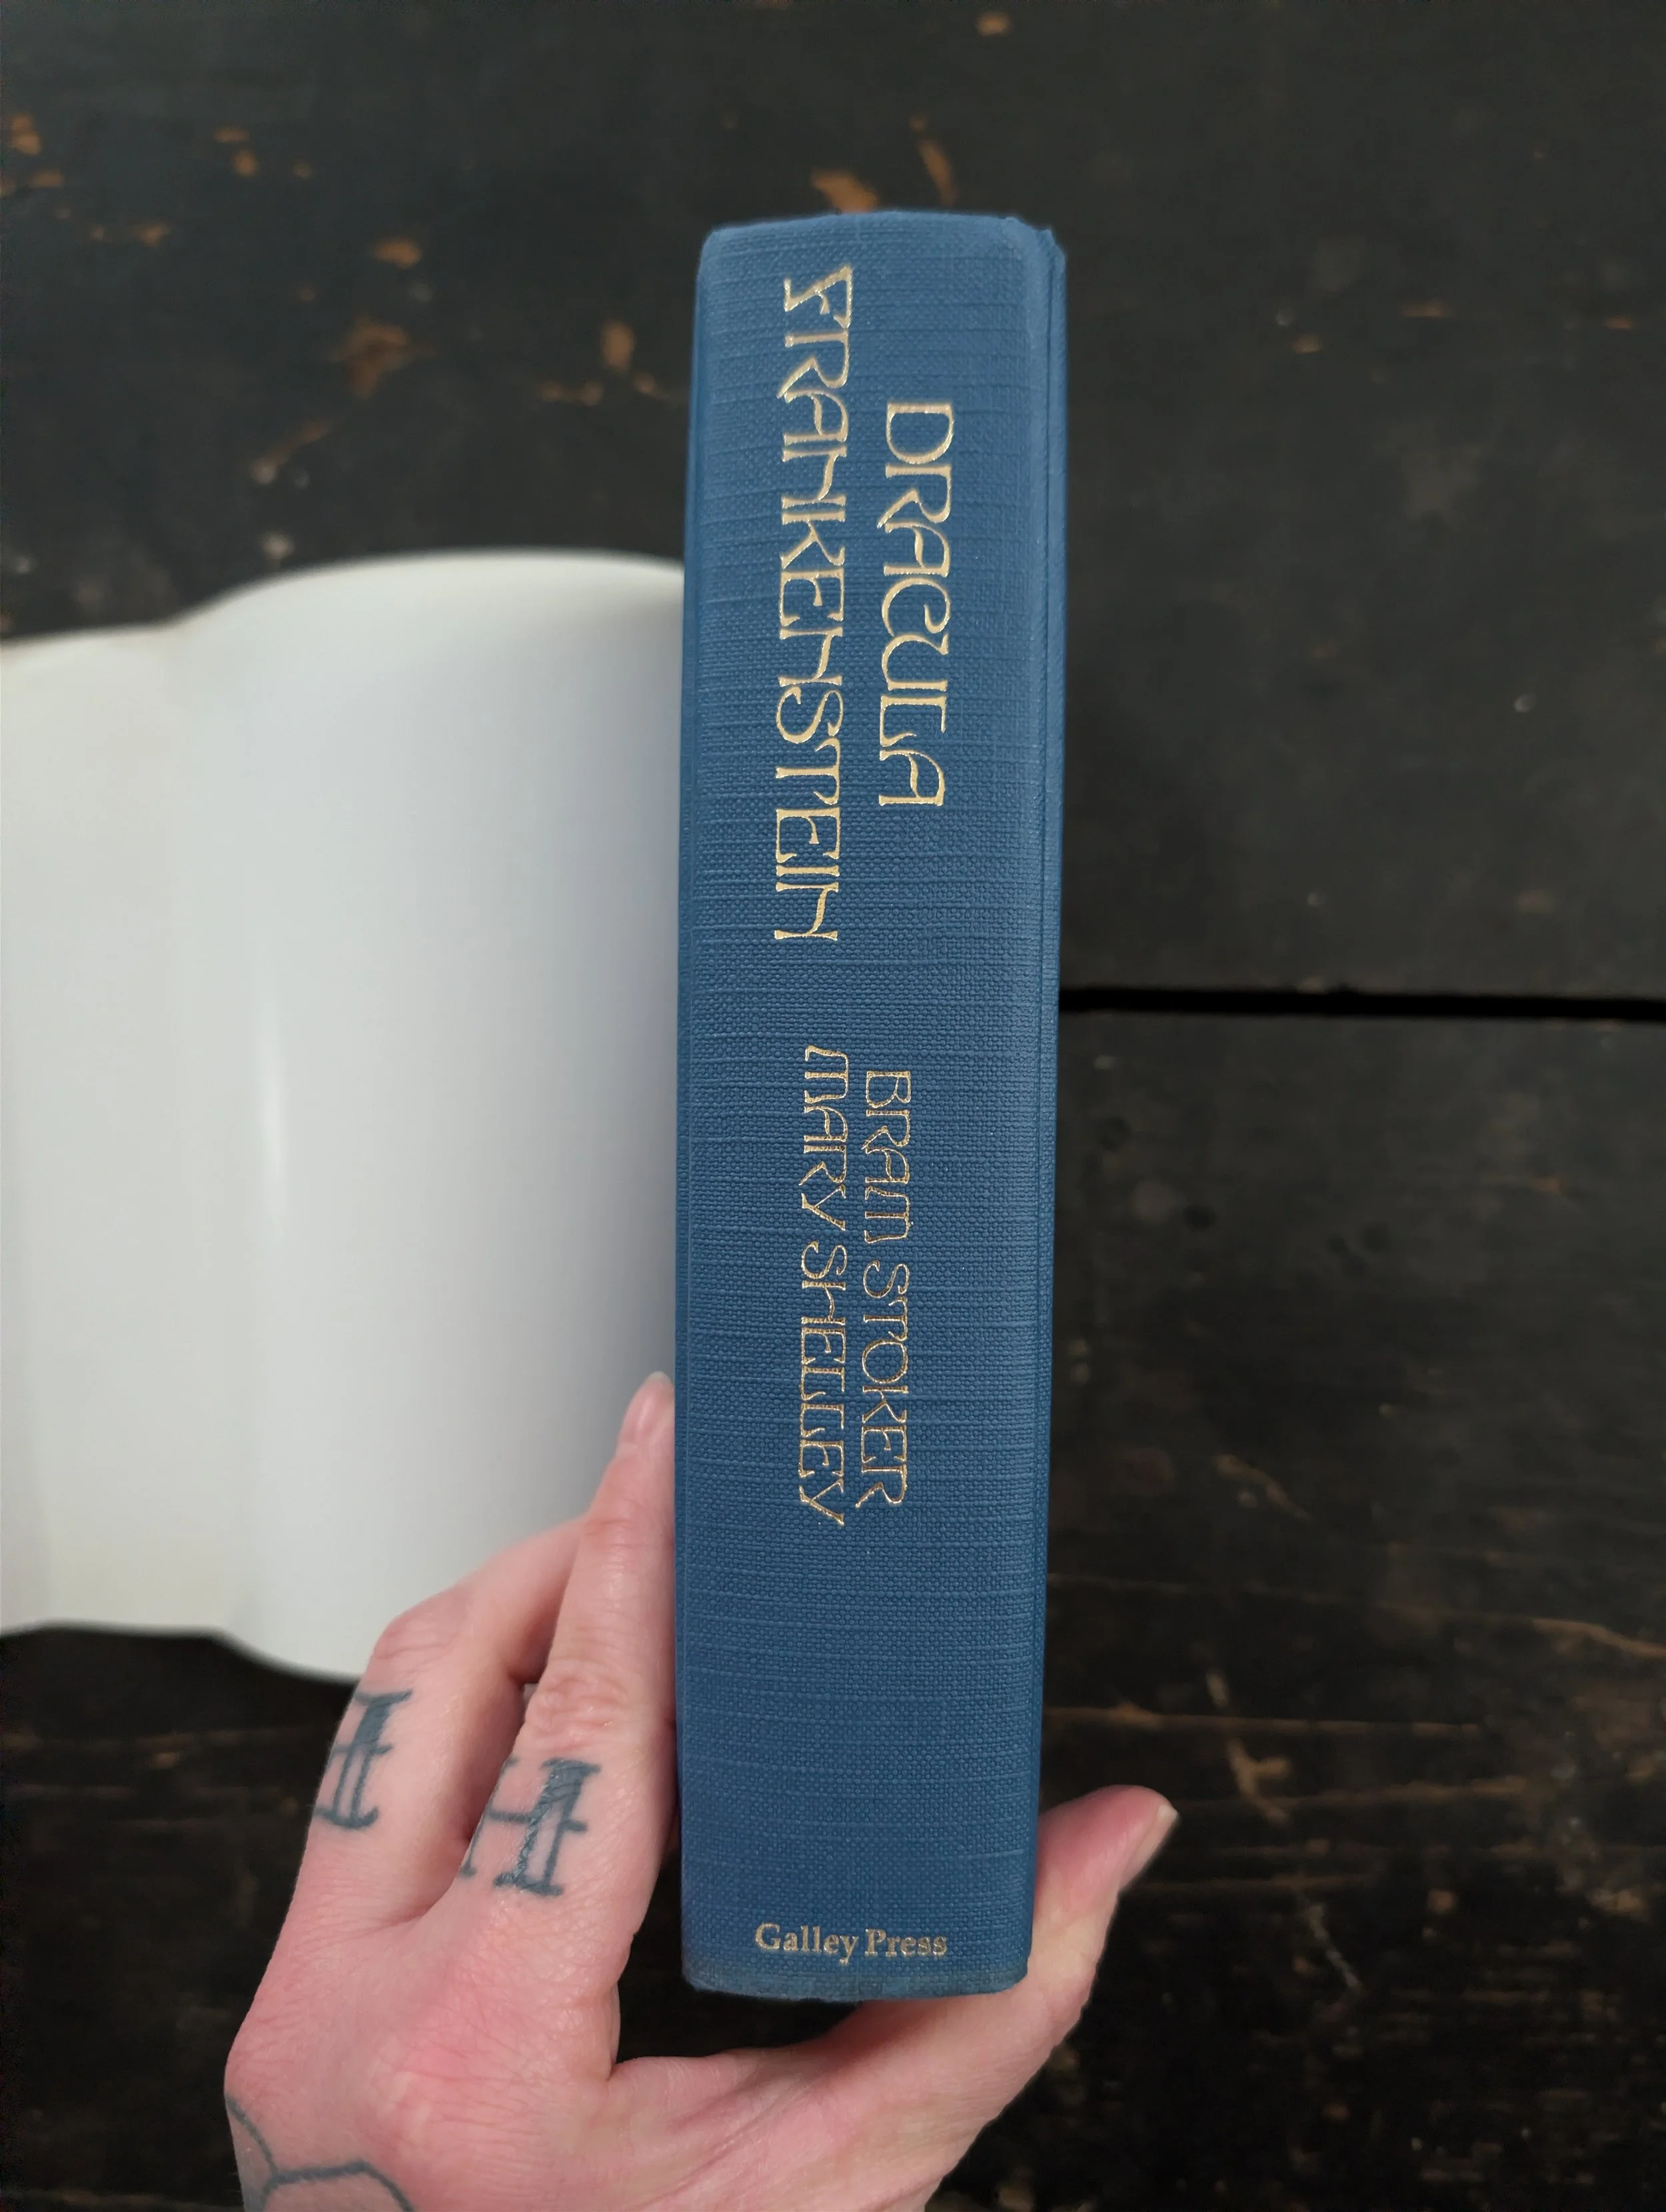 DRACULA
FRANKENSTEIN
BRAM STOKER
MARY SHELLEY
Galley Press
H